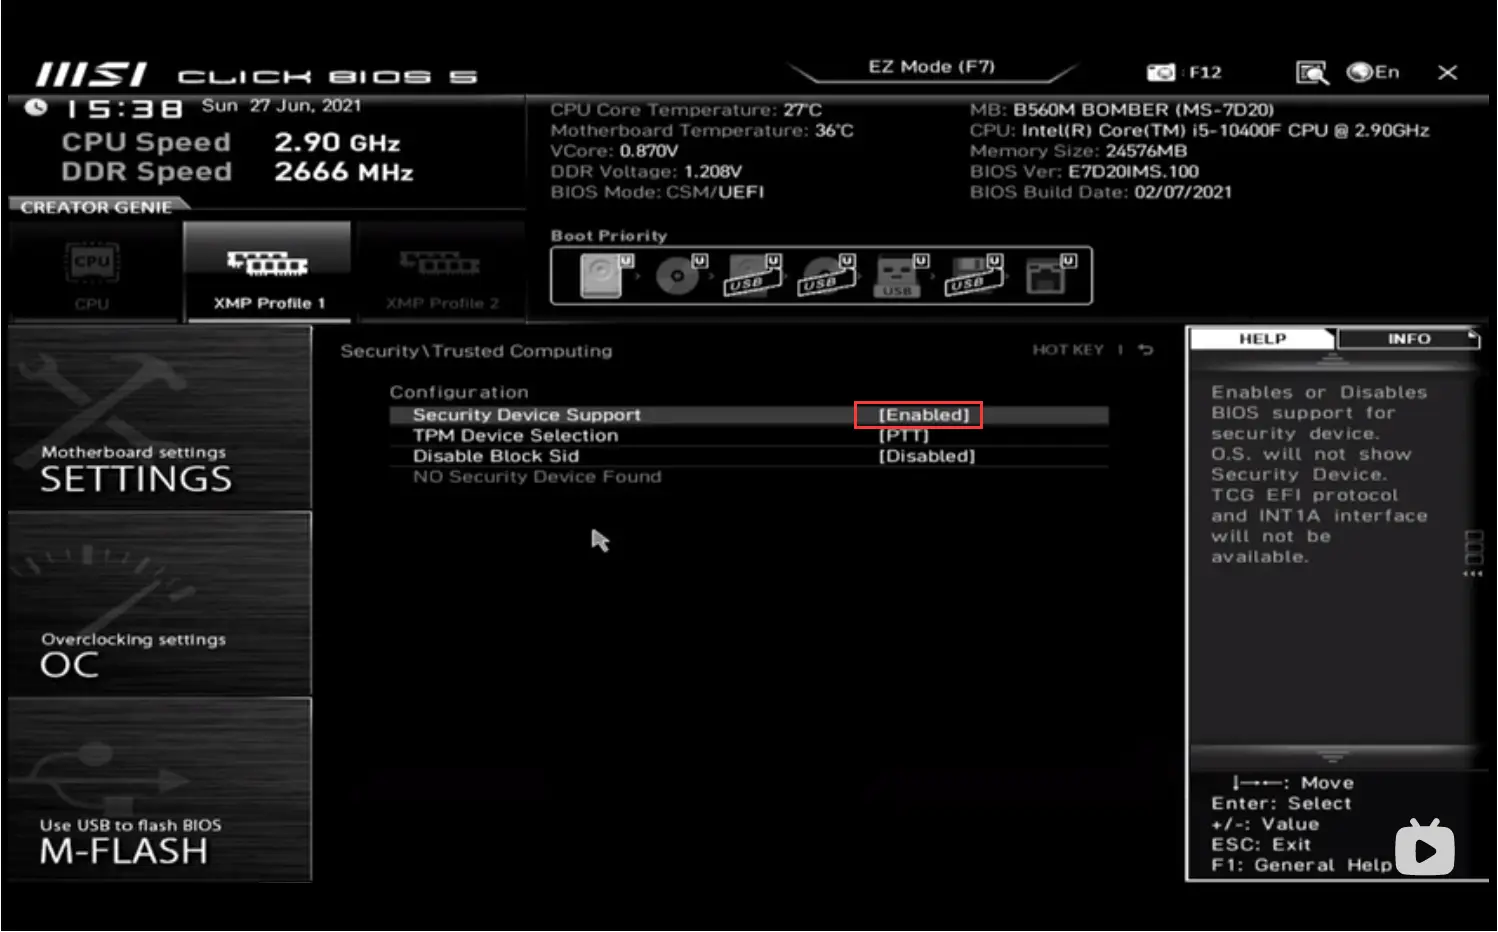 msi CLICK BIOS 5
EZ Mode (F7)
: F12
En
15:38 Sun 27 Jun, 2021
CPU Speed 2.90 GHz
DDR Speed 2666 MHz
CPU Core Temperature: 27°C
Motherboard Temperature: 36°C
VCore: 0.870V
DDR Voltage: 1.208V
BIOS Mode: CSM/UEFI
MB: B560M BOMBER (MS-7D20)
CPU: Intel(R) Core(TM) i5-10400F CPU @ 2.90GHz
Memory Size: 24576MB
BIOS Ver: E7D20IMS.100
BIOS Build Date: 02/07/2021
CREATOR GENIE
CPU
CPU
XMP Profile 1
XMP Profile 2
Boot Priority
U U U U U U U
USB USB USB USB
Motherboard settings
SETTINGS
Overclocking settings
OC
Use USB to flash BIOS
M-FLASH
Security\Trusted Computing
HOT KEY |
Configuration
Security Device Support [Enabled]
TPM Device Selection [PTT]
Disable Block Sid [Disabled]
NO Security Device Found
HELP
INFO
Enables or Disables
BIOS support for
security device.
O.S. will not show
Security Device.
TCG EFI protocol
and INT1A interface
will not be
available.
: Move
Enter: Select
+/-: Value
ESC: Exit
F1: General Help